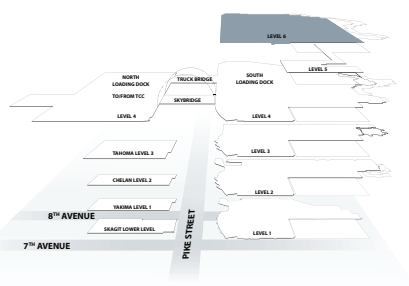 LEVEL 6
LEVEL 5
NORTH
LOADING DOCK
TO/FROM TCC
LEVEL 4
TRUCK BRIDGE
SKYBRIDGE
SOUTH
LOADING DOCK
LEVEL 4
TAHOMA LEVEL 3
LEVEL 3
CHELAN LEVEL 2
LEVEL 2
YAKIMA LEVEL 1
8TH AVENUE
SKAGIT LOWER LEVEL
LEVEL 1
7TH AVENUE
PIKE STREET